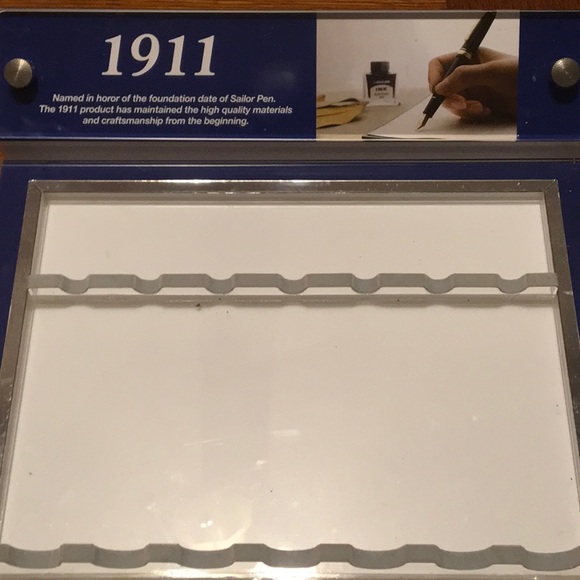 1911
Named in honor of the foundation date of Sailor Pen.
The 1911 product has maintained the high quality materials
and craftsmanship from the beginning.